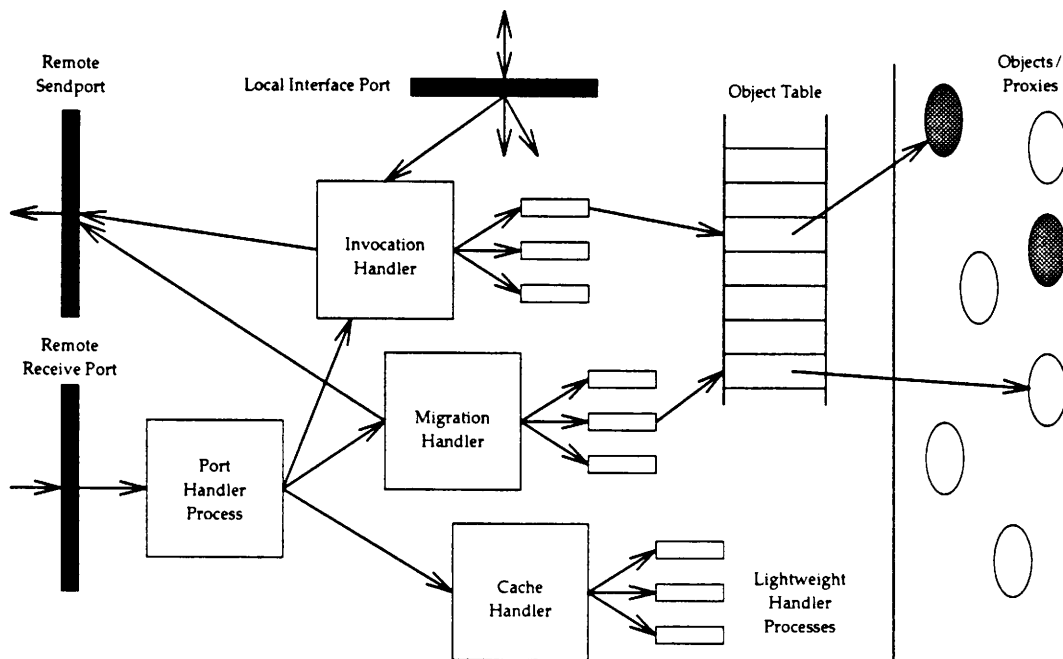 Remote
Sendport
Local Interface Port
Object Table
Objects /
Proxies
Invocation
Handler
Remote
Receive Port
Migration
Handler
Port
Handler
Process
Cache
Handler
Lightweight
Handler
Processes